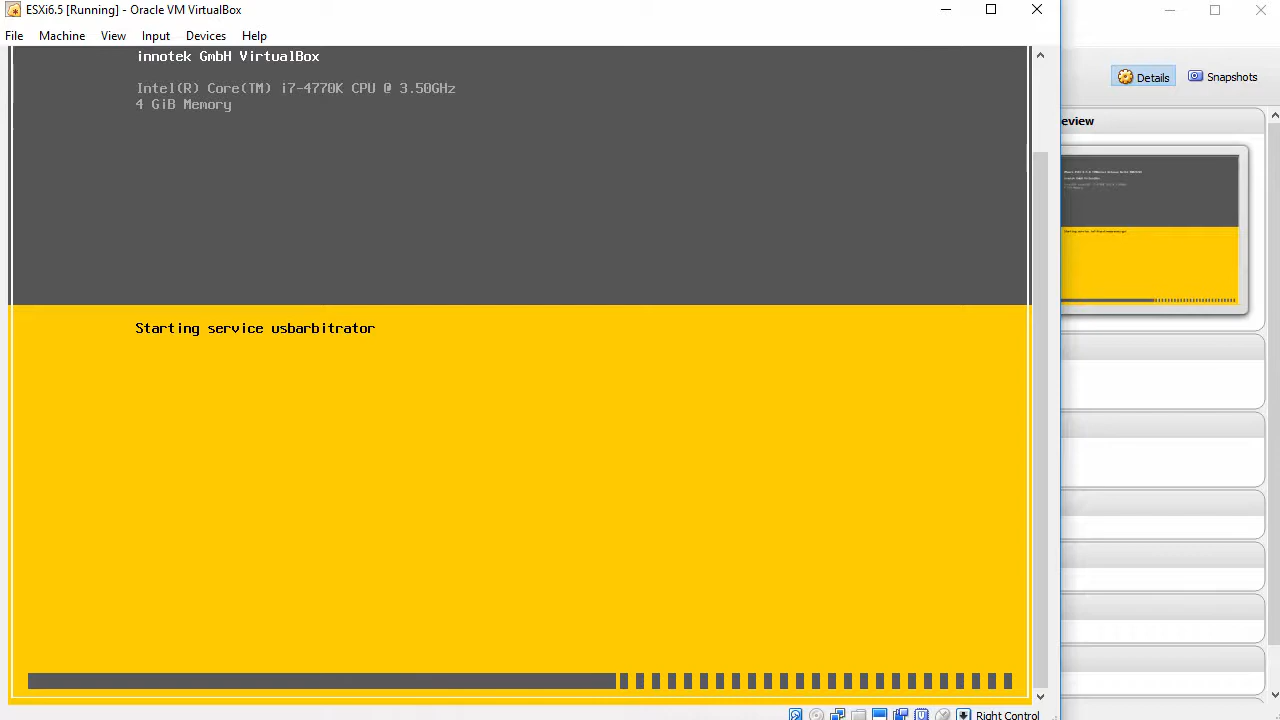 ESXi6.5 [Running] - Oracle VM VirtualBox
File Machine View Input Devices Help
innotek GmbH VirtualBox
Intel(R) Core(TM) i7-4770K CPU @ 3.50GHz
4 GiB Memory
Starting service usbarbitrator
Right Control
Details Snapshots
eview